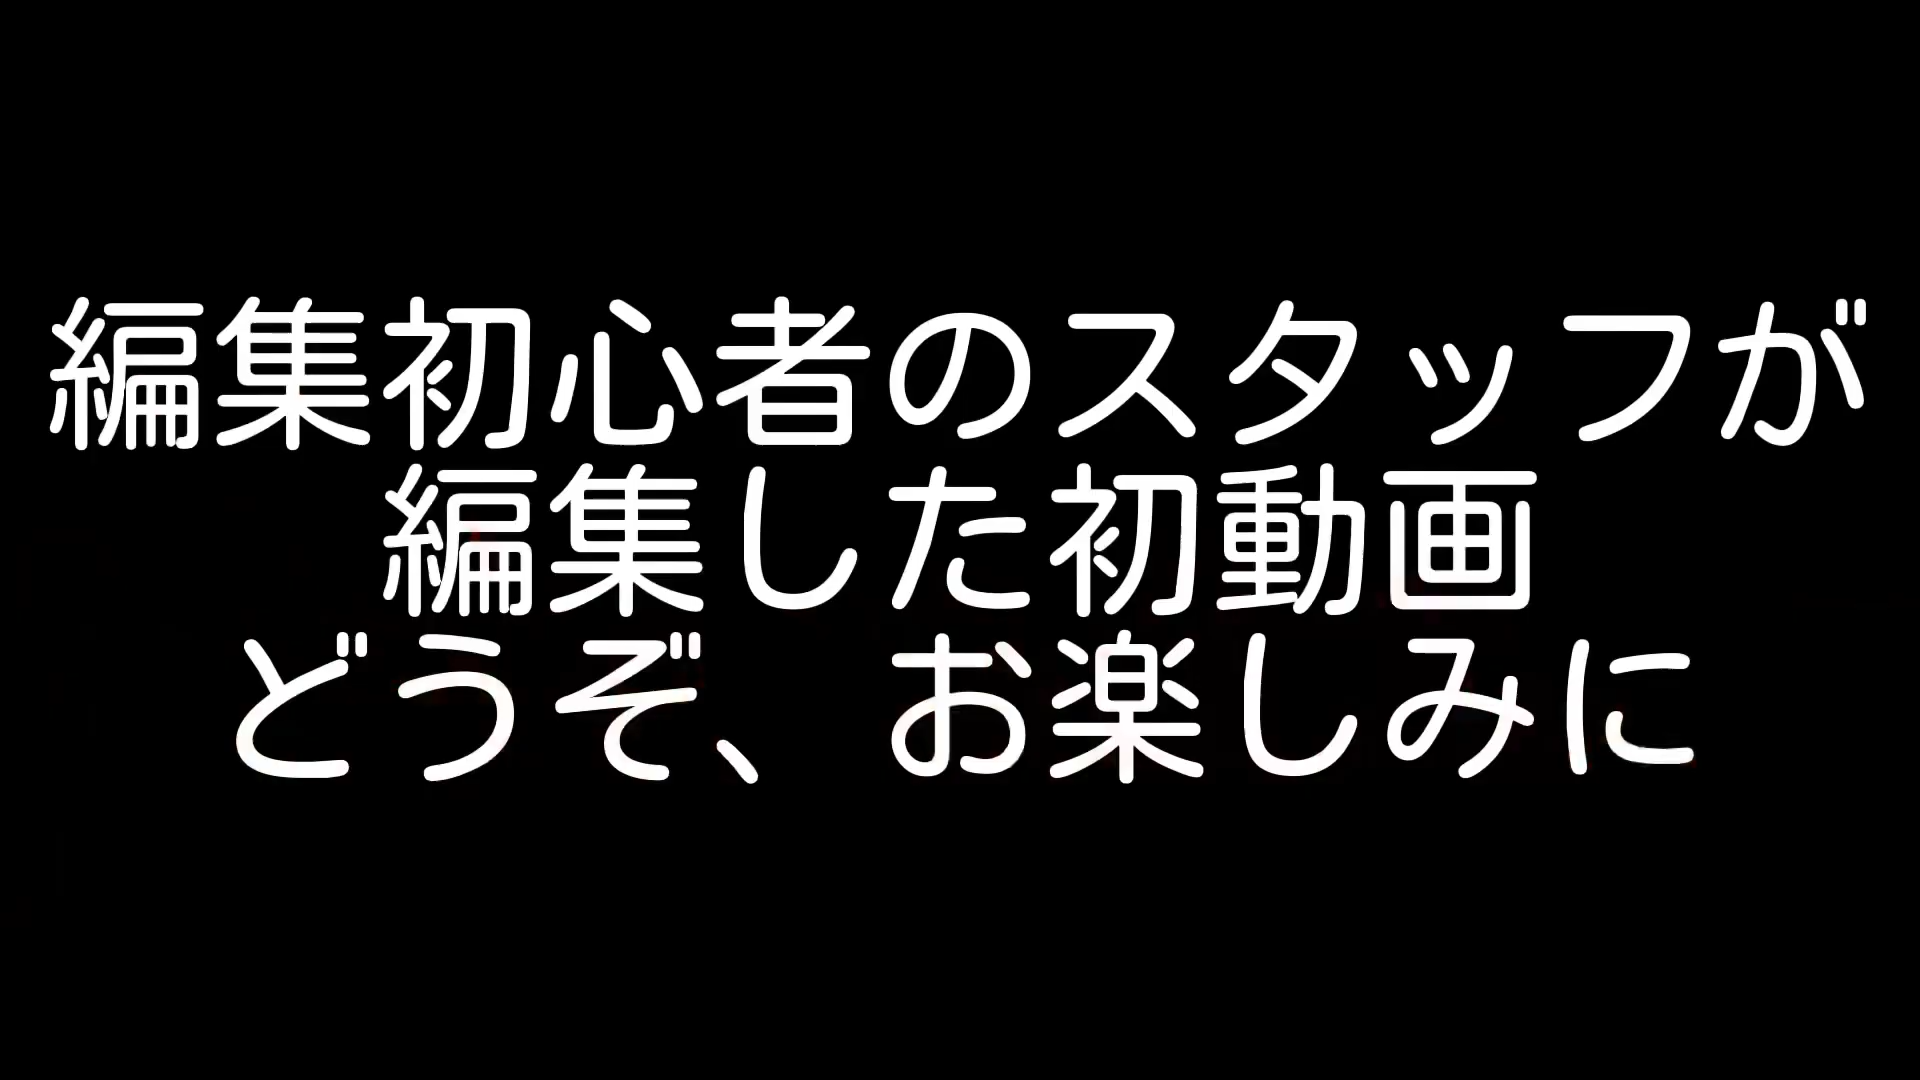 編集初心者のスタッフが
編集した初動画
どうぞ、お楽しみに